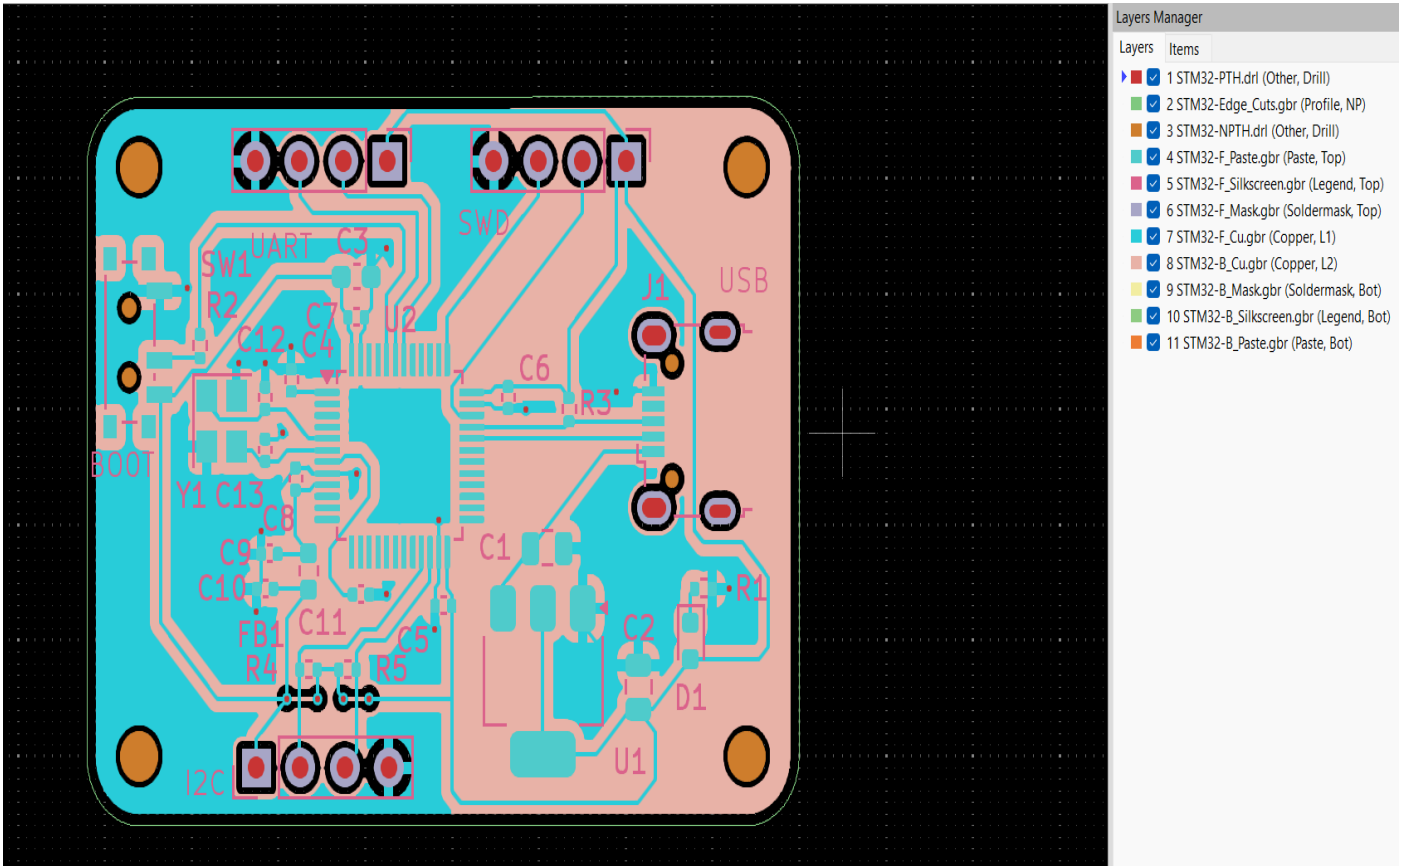 Layers Manager
Layers Items
1 STM32-PTH.drl (Other, Drill)
2 STM32-Edge_Cuts.gbr (Profile, NP)
3 STM32-NPTH.drl (Other, Drill)
4 STM32-F_Paste.gbr (Paste, Top)
5 STM32-F_Silkscreen.gbr (Legend, Top)
6 STM32-F_Mask.gbr (Soldermask, Top)
7 STM32-F_Cu.gbr (Copper, L1)
8 STM32-B_Cu.gbr (Copper, L2)
9 STM32-B_Mask.gbr (Soldermask, Bot)
10 STM32-B_Silkscreen.gbr (Legend, Bot)
11 STM32-B_Paste.gbr (Paste, Bot)
SWD
UART
C3
SW1
J1
USB
R2
C7
U2
C12
C4
C6
R3
BOOT
Y1
C13
C8
C9
C1
C10
R1
C11
FB1
C5
C2
R4
R5
D1
U1
I2C